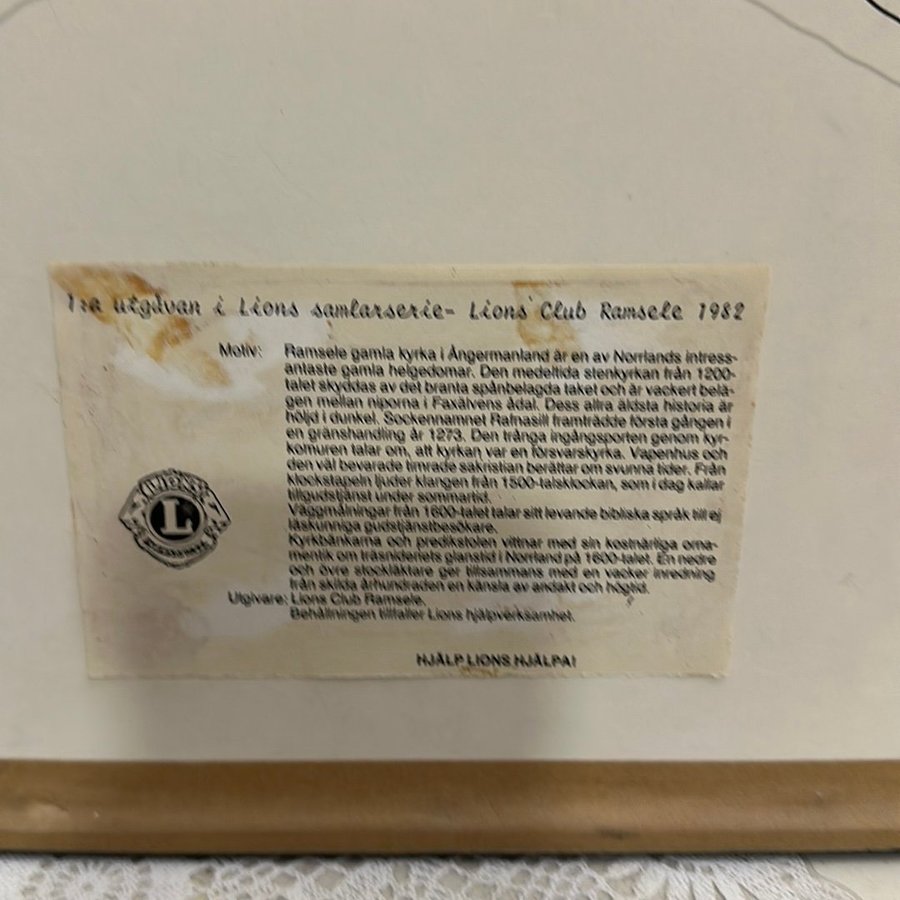 1:a utgåvan i Lions samlarserie- Lions Club Ramsele 1982
Motiv: Ramsele gamla kyrka i Ångermanland är en av Norrlands intress-
antaste gamla helgedomar. Den medeltida stenkyrkan från 1200-
talet skyddas av det branta spånbelagda taket och är vackert belä-
gen mellan niporna i Faxälvens ådal. Dess allra äldsta historia är
höljd i dunkel. Sockennamnet Rafnasill framträdde första gången i
en gränshandling år 1273. Den trånga ingångsporten genom kyr-
komuren talar om, att kyrkan var en försvarskyrka. Vapenhus och
den väl bevarade timrade sakristian berättar om svunna tider. Från
klockstapeln ljuder klangen från 1500-talsklockan, som i dag kallar
till gudstjänst under sommartid.
Väggmålningar från 1600-talet talar sitt levande bibliska språk till ej
läskunniga gudstjänstbesökare.
Kyrkbänkarna och predikstolen vittnar med sin kostnärliga orna-
mentik om träsnideriets glanstid i Norrland på 1600-talet. En nedre
och övre stockläktare ger tillsammans med en vacker inredning
från skilda århundraden en känsla av andakt och högtid.
Utgivare: Lions Club Ramsele.
Behållningen tillfaller Lions hjälpverksamhet.
LIONS
L
HJÄLP LIONS HJÄLPA!